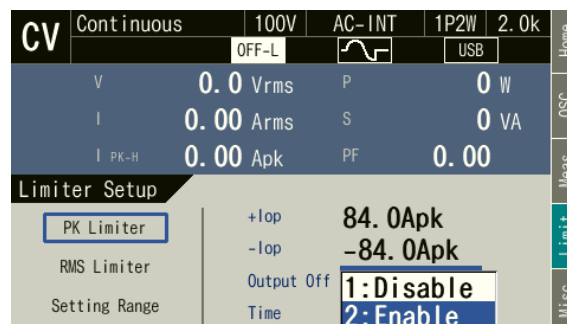 CV Continuous 100V AC-INT 1P2W 2.0k
OFF-L USB
V 0.0 Vrms P 0 W
I 0.00 Arms S 0 VA
I PK-H 0.00 Apk PF 0.00
Limiter Setup
PK Limiter
RMS Limiter
Setting Range
+Iop 84.0Apk
-Iop -84.0Apk
Output Off 1:Disable
Time 2:Enable
Home
OSC
Meas
Limit
Misc